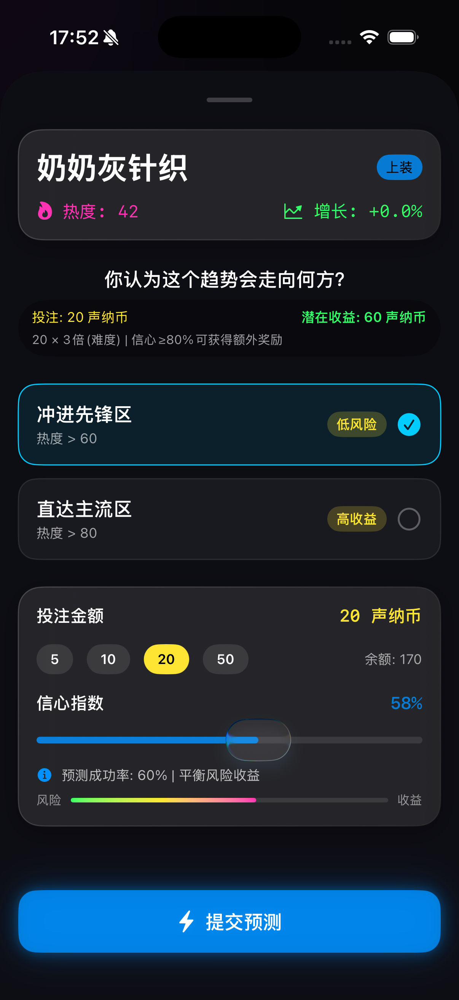 17:52
奶奶灰针织
上装
热度: 42
增长: +0.0%
你认为这个趋势会走向何方?
投注: 20 声纳币
潜在收益: 60 声纳币
20 × 3倍(难度) | 信心≥80%可获得额外奖励
冲进先锋区
热度 > 60
低风险
直达主流区
热度 > 80
高收益
投注金额
20 声纳币
5
10
20
50
余额: 170
信心指数
58%
预测成功率: 60% | 平衡风险收益
风险
收益
提交预测